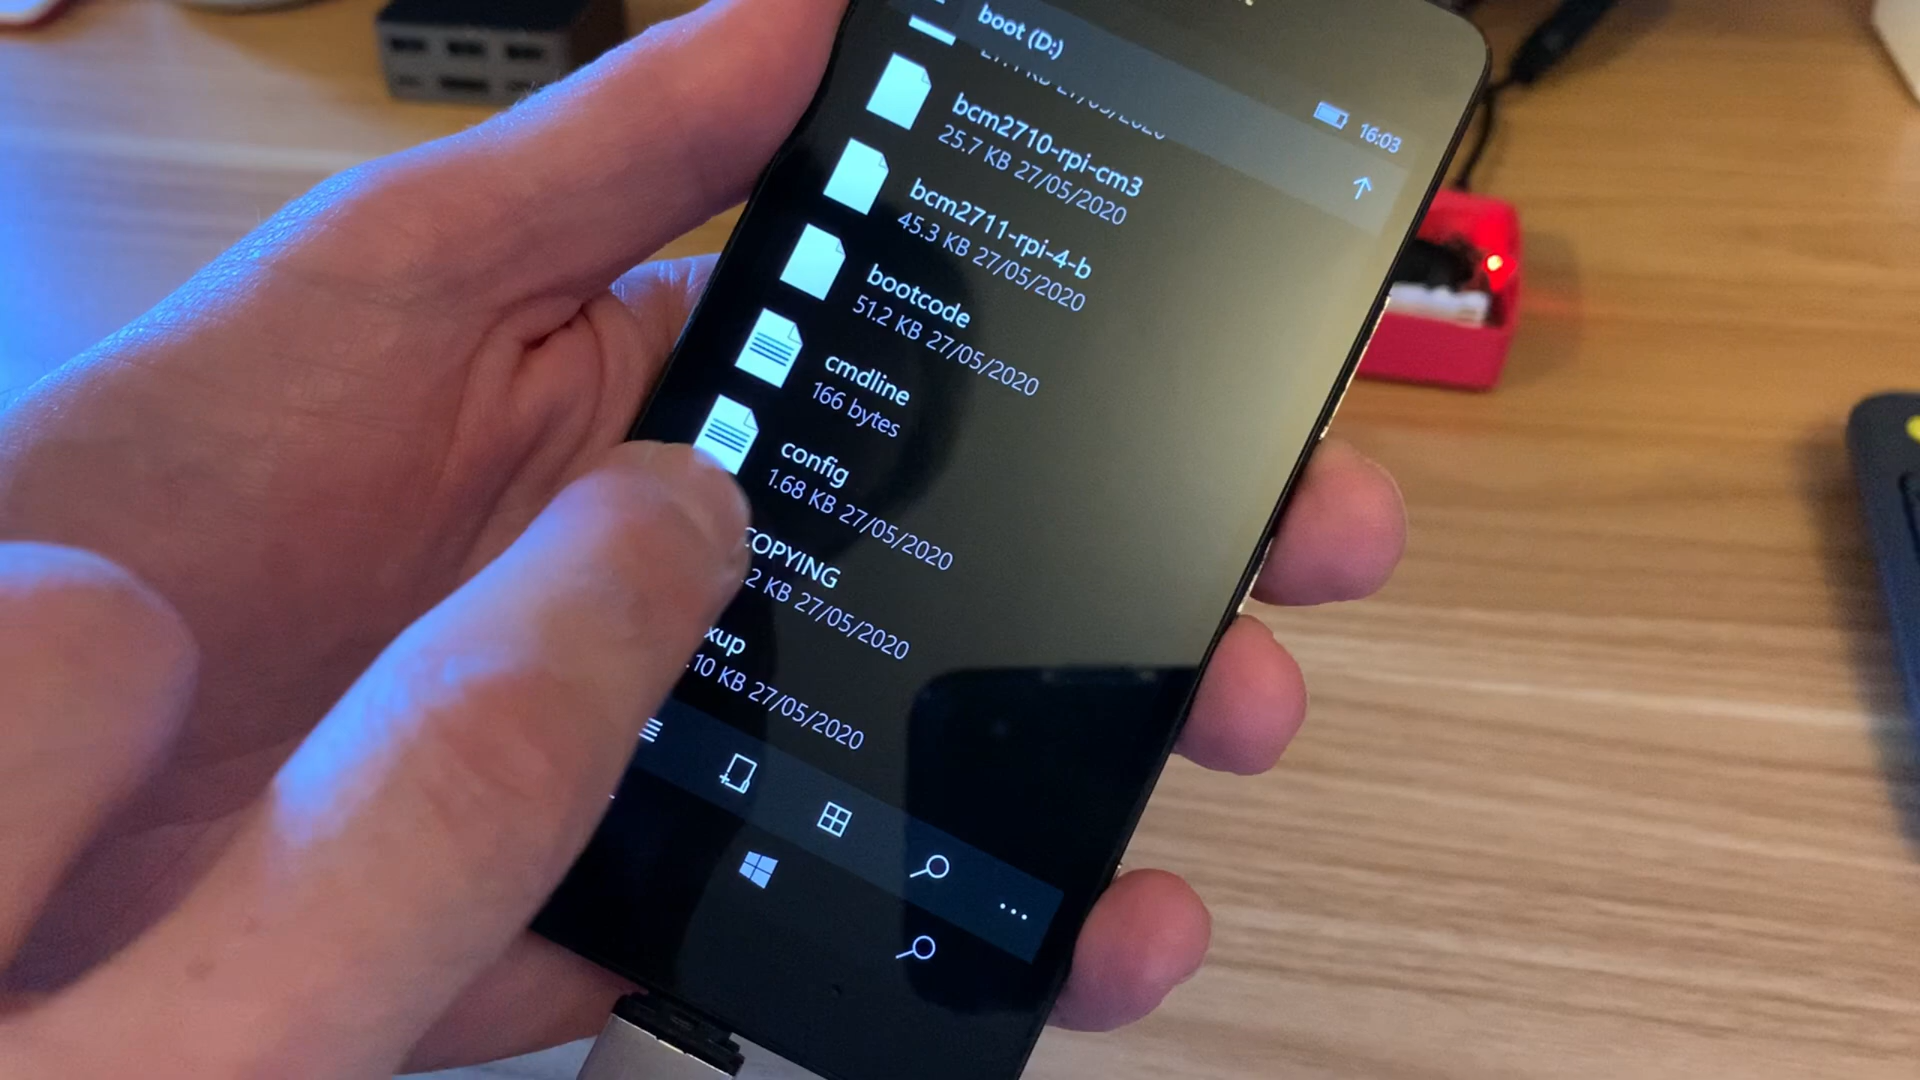 boot (D:)
16:03
bcm2710-rpi-cm3
25.7 KB 27/05/2020
bcm2711-rpi-4-b
45.3 KB 27/05/2020
bootcode
51.2 KB 27/05/2020
cmdline
166 bytes
config
1.68 KB 27/05/2020
COPYING
.2 KB 27/05/2020
xup
.10 KB 27/05/2020